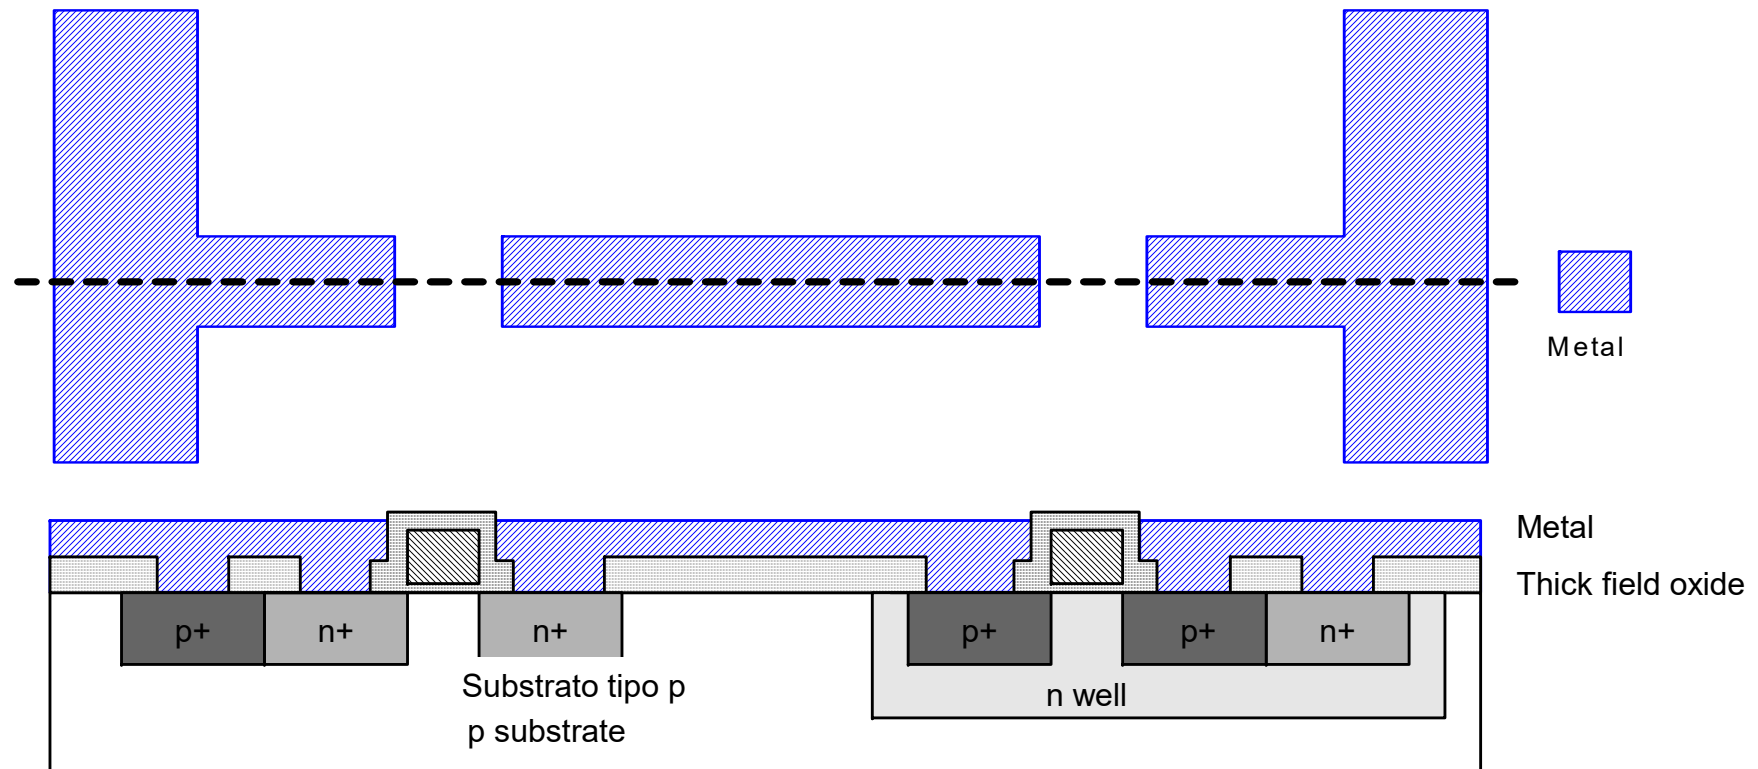 Metal
Metal
Thick field oxide
p+
n+
n+
p+
p+
n+
Substrato tipo p
p substrate
n well